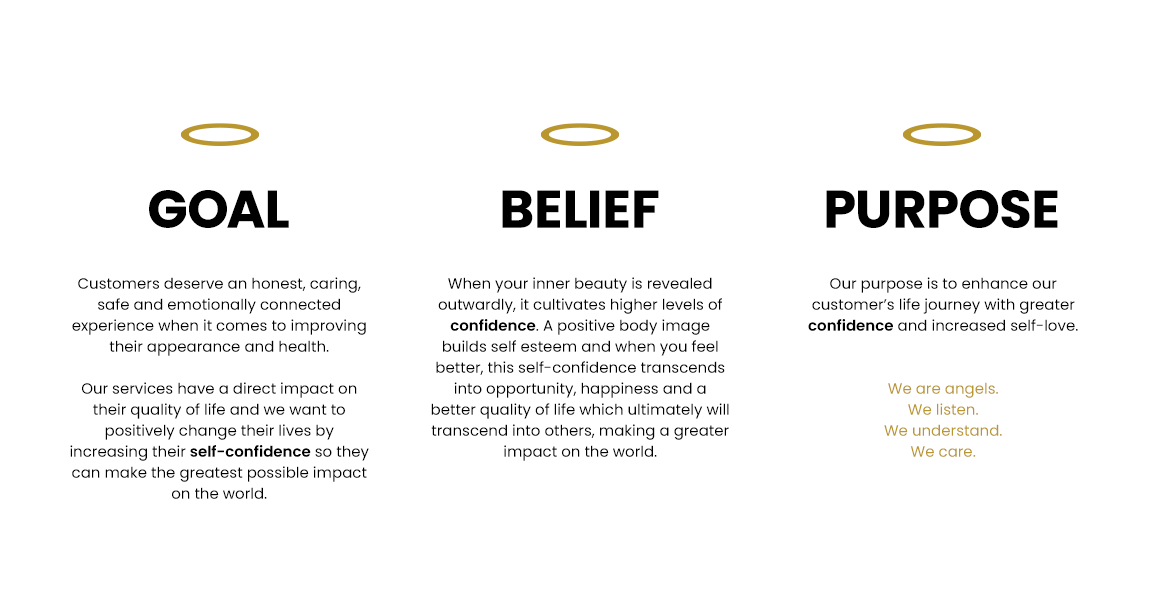 GOAL
Customers deserve an honest, caring,
safe and emotionally connected
experience when it comes to improving
their appearance and health.
Our services have a direct impact on
their quality of life and we want to
positively change their lives by
increasing their self-confidence so they
can make the greatest possible impact
on the world.
BELIEF
When your inner beauty is revealed
outwardly, it cultivates higher levels of
confidence. A positive body image
builds self esteem and when you feel
better, this self-confidence transcends
into opportunity, happiness and a
better quality of life which ultimately will
transcend into others, making a greater
impact on the world.
PURPOSE
Our purpose is to enhance our
customer’s life journey with greater
confidence and increased self-love.
We are angels.
We listen.
We understand.
We care.